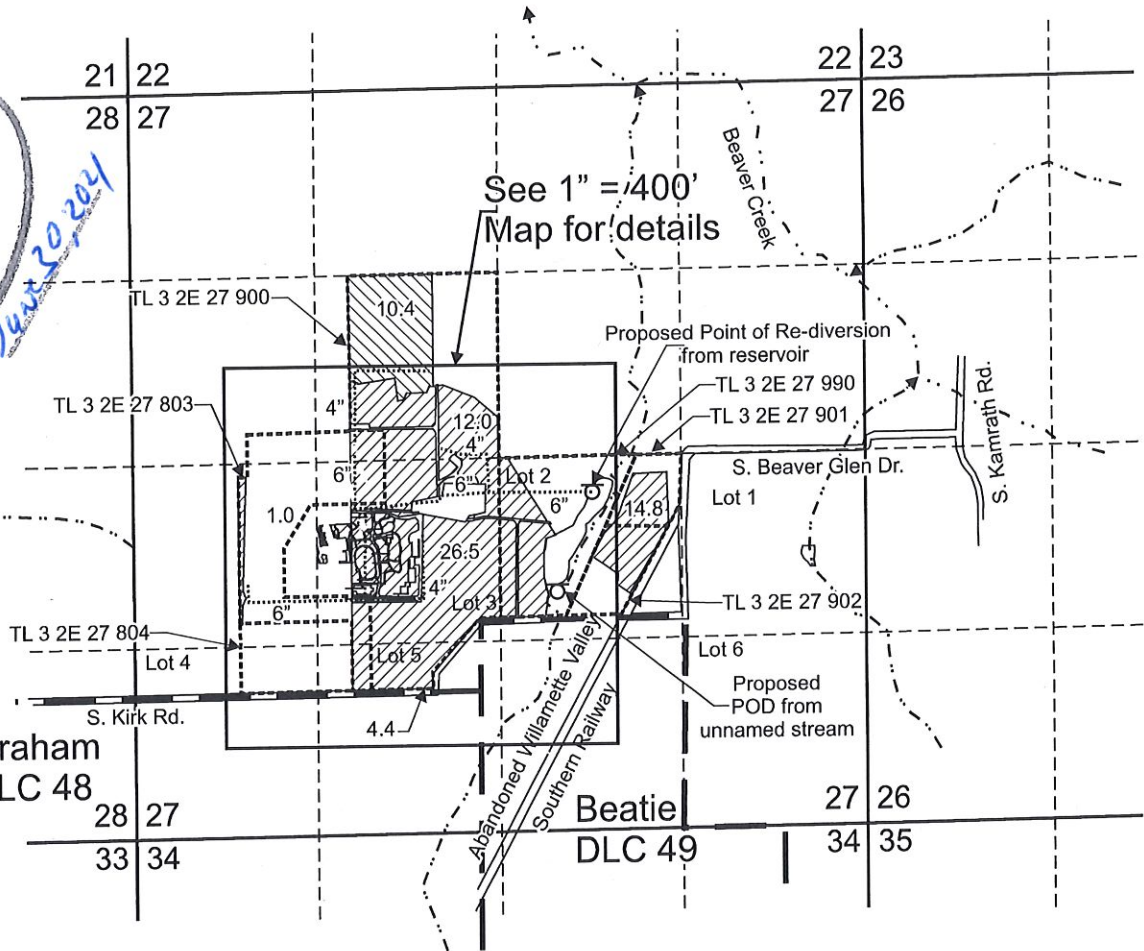 21 22
28 27
22 23
27 26
June 30, 2021
Beaver Creek
See 1" = 400'
Map for details
TL 3 2E 27 900
10.4
Proposed Point of Re-diversion
from reservoir
TL 3 2E 27 990
TL 3 2E 27 901
TL 3 2E 27 803
4"
12.0
4"
S. Kamrath Rd.
S. Beaver Glen Dr.
6"
6"
Lot 2
6"
Lot 1
14.8
1.0
26.5
4"
6"
Lot 3
TL 3 2E 27 902
TL 3 2E 27 804
Lot 4
Lot 5
Lot 6
Proposed
POD from
unnamed stream
S. Kirk Rd.
4.4
Abandoned Willamette Valley
Southern Railway
raham
LC 48
Beatie
DLC 49
28 27
33 34
27 26
34 35